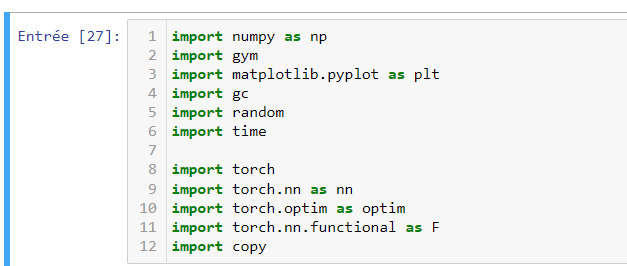 Entrée [27]:
1 import numpy as np
2 import gym
3 import matplotlib.pyplot as plt
4 import gc
5 import random
6 import time
7
8 import torch
9 import torch.nn as nn
10 import torch.optim as optim
11 import torch.nn.functional as F
12 import copy